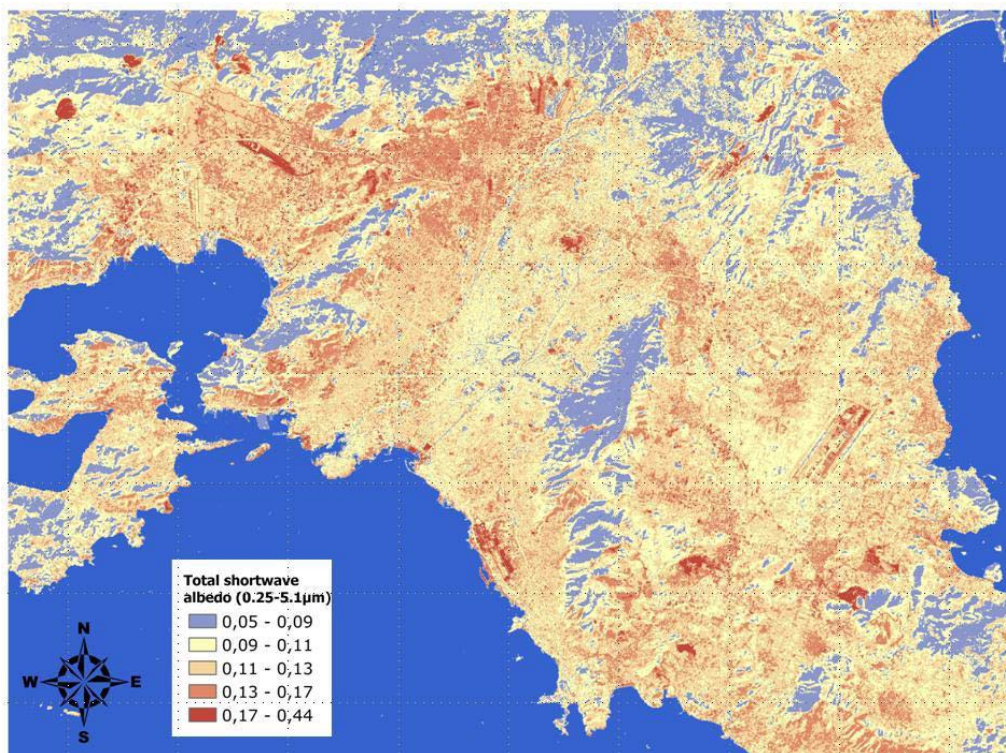 Total shortwave
albedo (0.25-5.1µm)
0,05 - 0,09
0,09 - 0,11
0,11 - 0,13
0,13 - 0,17
0,17 - 0,44
N
W E
S